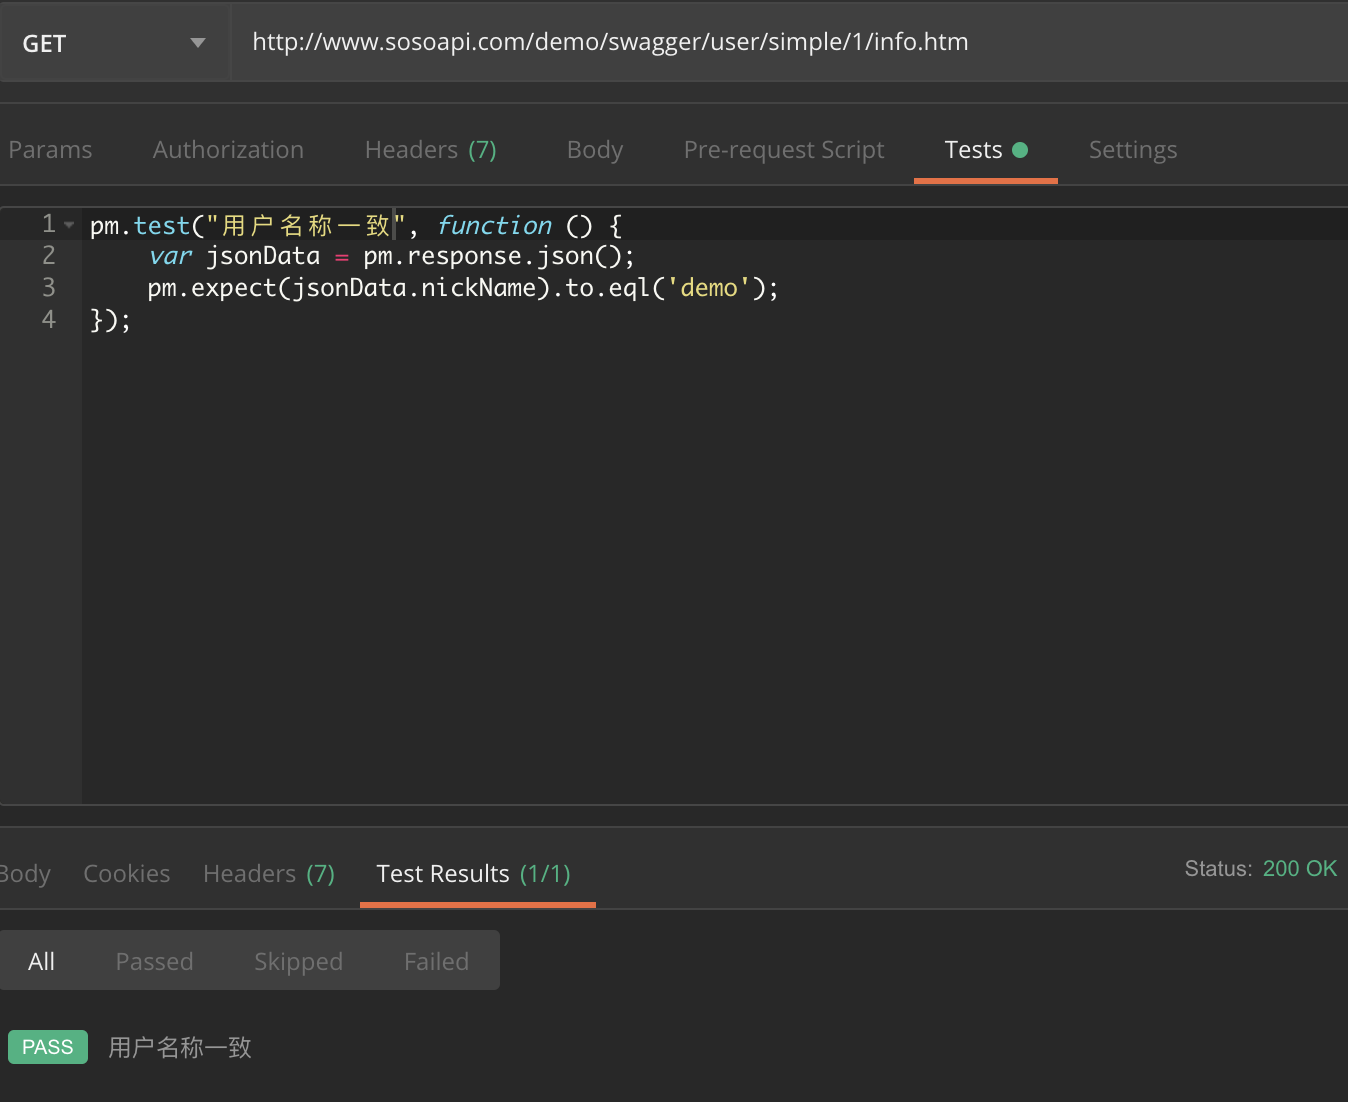 GET http://www.sosoapi.com/demo/swagger/user/simple/1/info.htm
Params Authorization Headers (7) Body Pre-request Script Tests Settings
1 pm.test("用户名称一致", function () {
2 var jsonData = pm.response.json();
3 pm.expect(jsonData.nickName).to.eql('demo');
4 });
Body Cookies Headers (7) Test Results (1/1) Status: 200 OK
All Passed Skipped Failed
PASS 用户名称一致